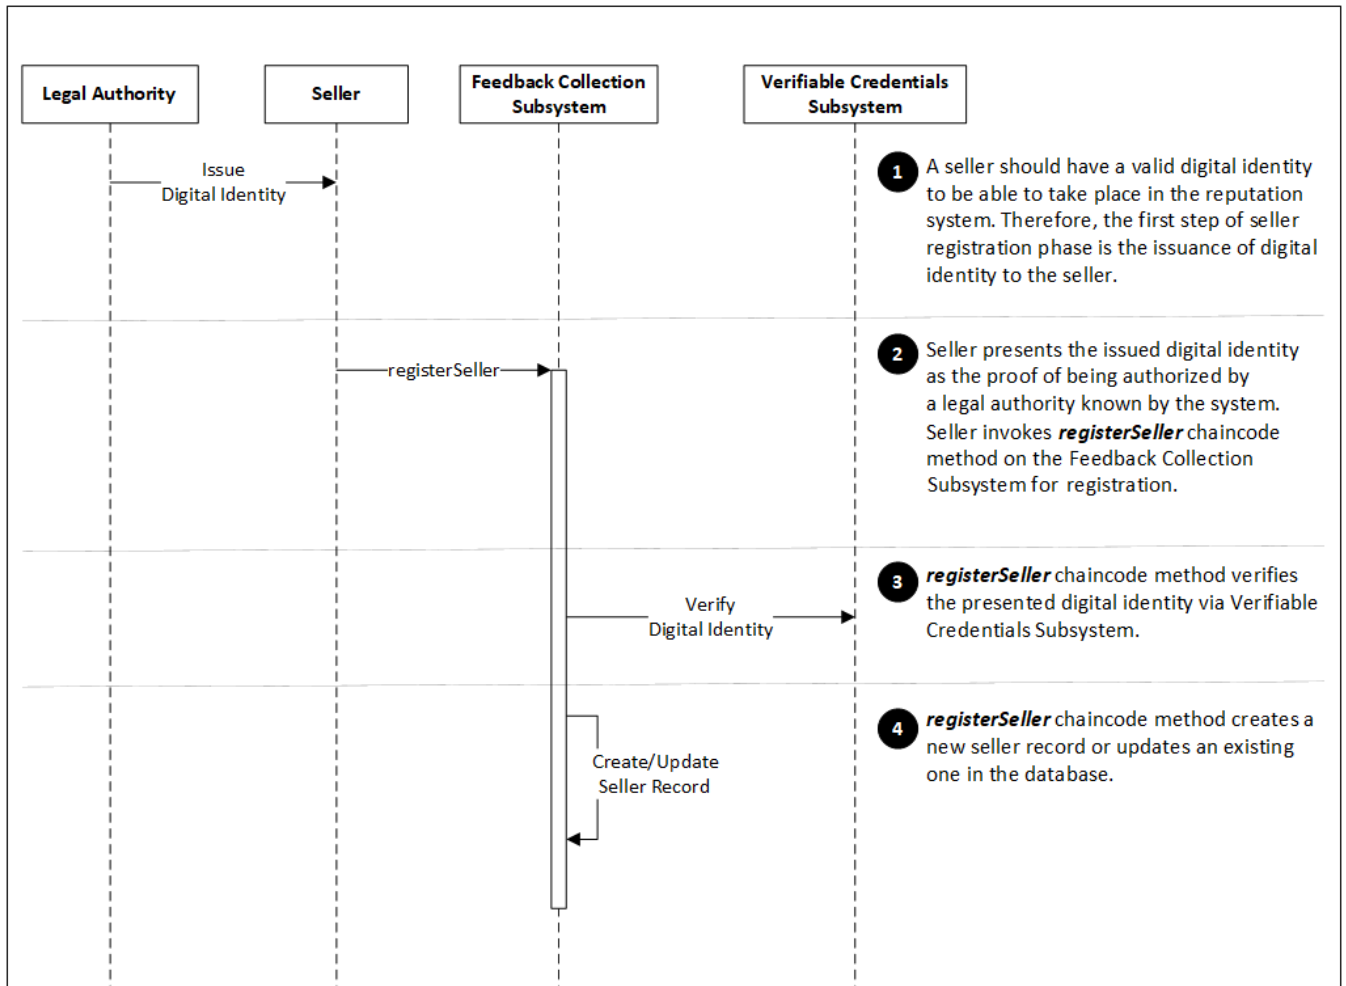 Legal Authority
Seller
Feedback Collection
Subsystem
Verifiable Credentials
Subsystem
Issue
Digital Identity
1
A seller should have a valid digital identity
to be able to take place in the reputation
system. Therefore, the first step of seller
registration phase is the issuance of digital
identity to the seller.
registerSeller
2
Seller presents the issued digital identity
as the proof of being authorized by
a legal authority known by the system.
Seller invokes registerSeller chaincode
method on the Feedback Collection
Subsystem for registration.
Verify
Digital Identity
3
registerSeller chaincode method verifies
the presented digital identity via Verifiable
Credentials Subsystem.
Create/Update
Seller Record
4
registerSeller chaincode method creates a
new seller record or updates an existing
one in the database.